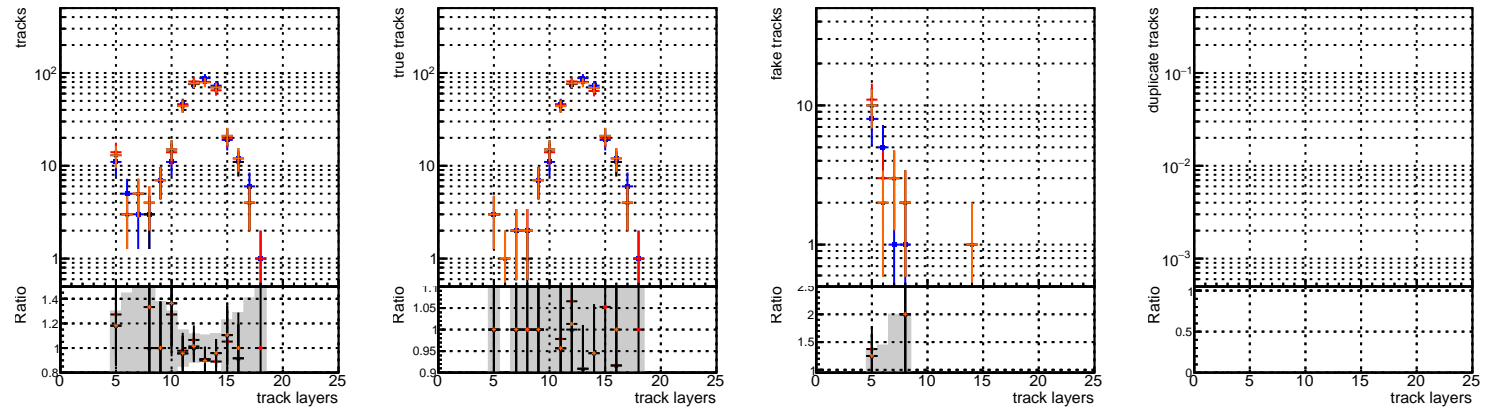 tracks
10²
10
1
Ratio
1.4
1.2
1
0.8
0 5 10 15 20 25
track layers
true tracks
10²
10
1
Ratio
1.1
1.05
1
0.95
0.9
0 5 10 15 20 25
track layers
fake tracks
10
1
Ratio
2.5
2
1.5
1
0 5 10 15 20 25
track layers
duplicate tracks
10⁻¹
10⁻²
10⁻³
Ratio
1
0.5
0
0 5 10 15 20 25
track layers